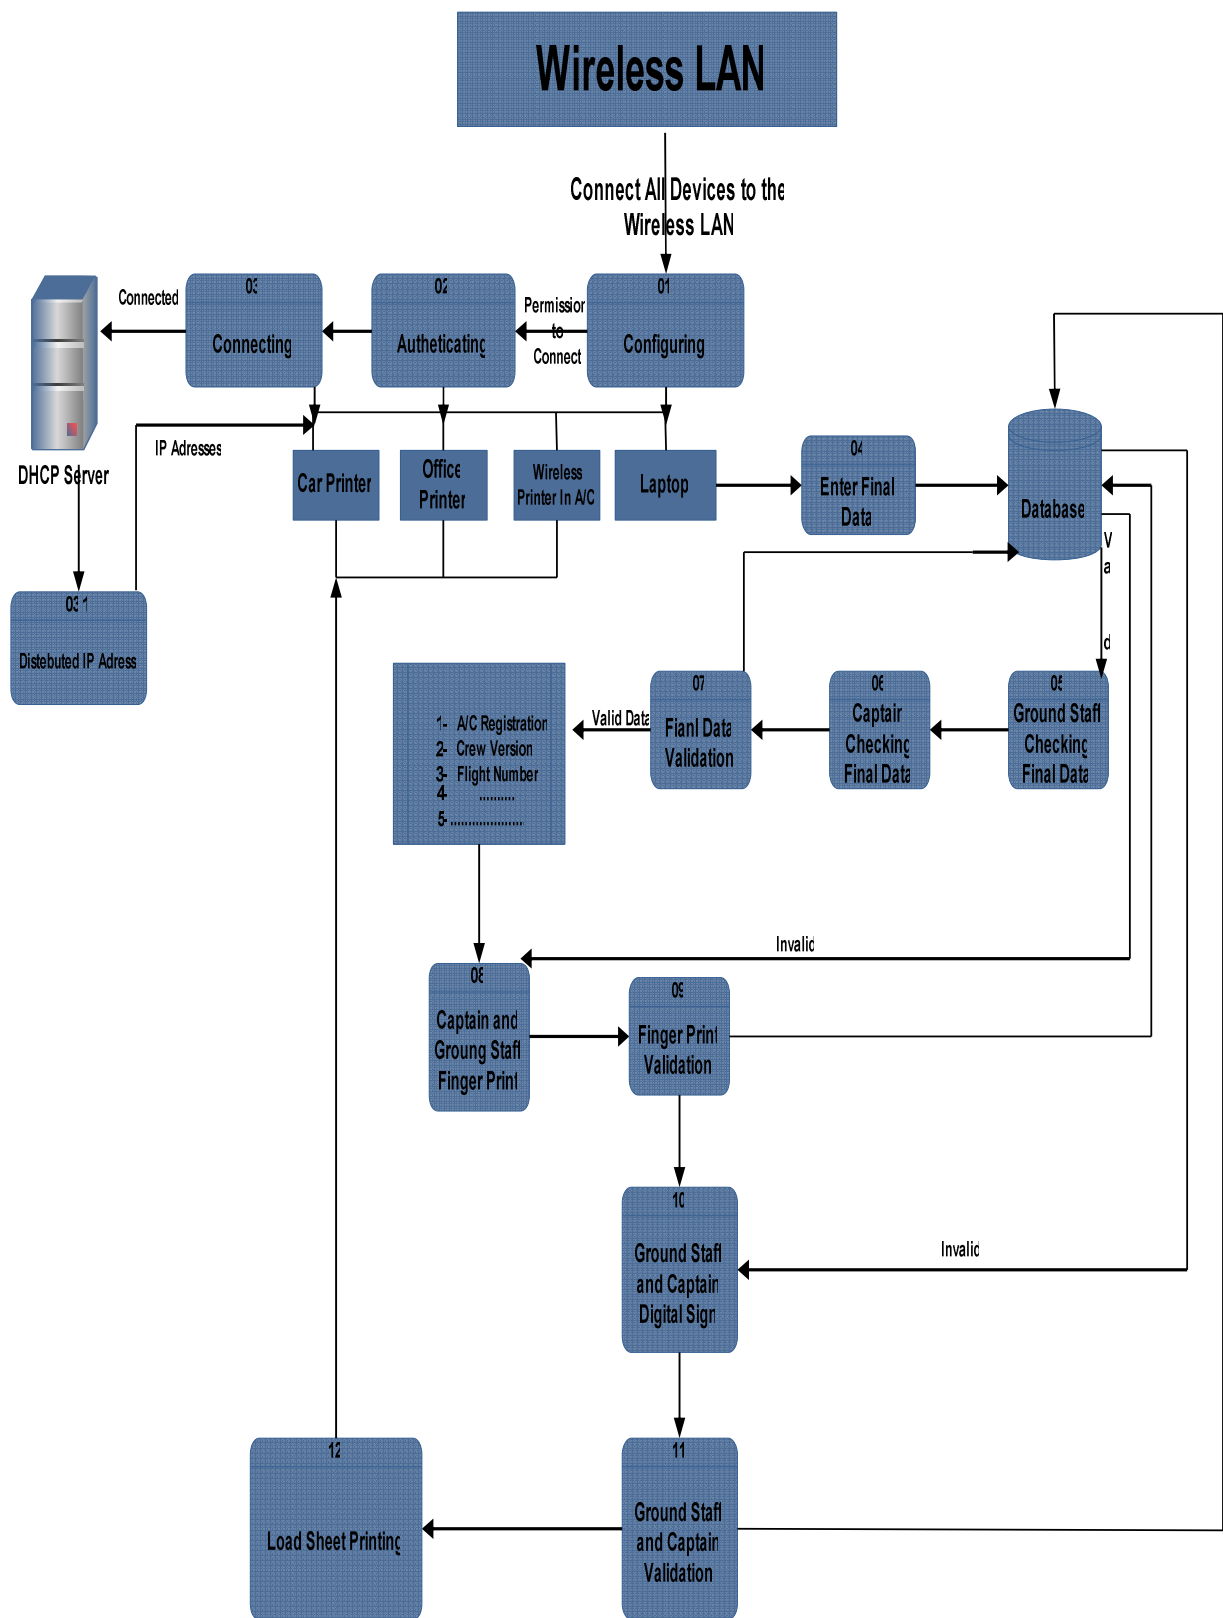 Wireless LAN
Connect All Devices to the
Wireless LAN
03
Connecting
02
Autheticating
01
Configuring
Connected
Permission
to
Connect
DHCP Server
IP Adresses
Car Printer
Office
Printer
Wireless
Printer In A/C
Laptop
04
Enter Final
Data
Database
V
a
d
03.1
Distebuted IP Adress
1- A/C Registration
2- Crew Version
3- Flight Number
4- ..........
5- ....................
Valid Data
07
Fianl Data
Validation
06
Captain
Checking
Final Data
05
Ground Staff
Checking
Final Data
Invalid
08
Captain and
Groung Staff
Finger Print
09
Finger Print
Validation
10
Ground Staff
and Captain
Digital Sign
Invalid
12
Load Sheet Printing
11
Ground Staff
and Captain
Validation